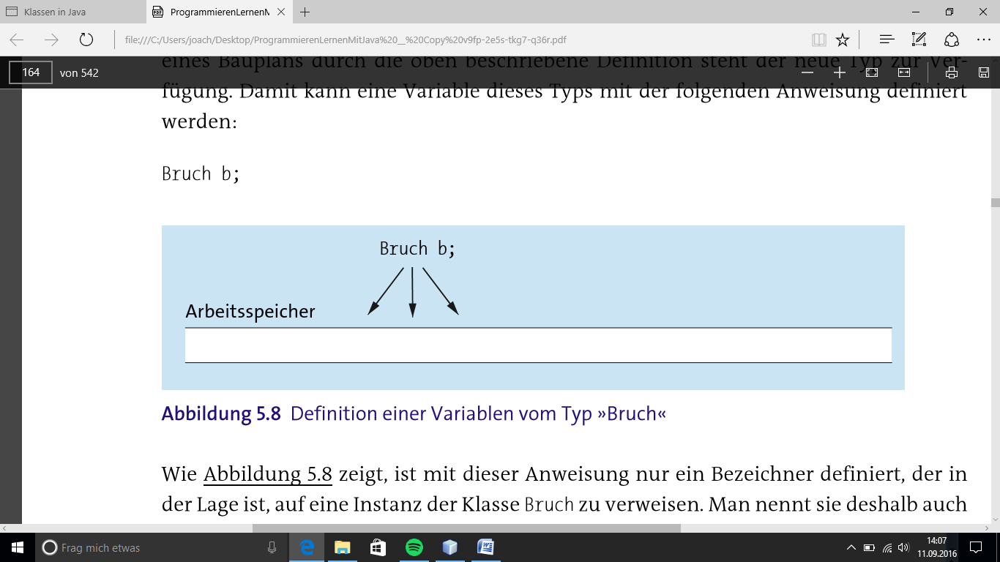 Klassen in Java
ProgrammierenLernenM
file:///C:/Users/joach/Desktop/ProgrammierenLernenMitJava%20__%20Copy%20v9fp-2e5s-tkg7-q36r.pdf
eines Bauplans durch die oben beschriebene Definition steht der neue Typ zur Ver-
164 von 542
fügung. Damit kann eine Variable dieses Typs mit der folgenden Anweisung definiert
werden:
Bruch b;
Bruch b;
Arbeitsspeicher
Abbildung 5.8 Definition einer Variablen vom Typ »Bruch«
Wie Abbildung 5.8 zeigt, ist mit dieser Anweisung nur ein Bezeichner definiert, der in
der Lage ist, auf eine Instanz der Klasse Bruch zu verweisen. Man nennt sie deshalb auch
Frag mich etwas
14:07
11.09.2016